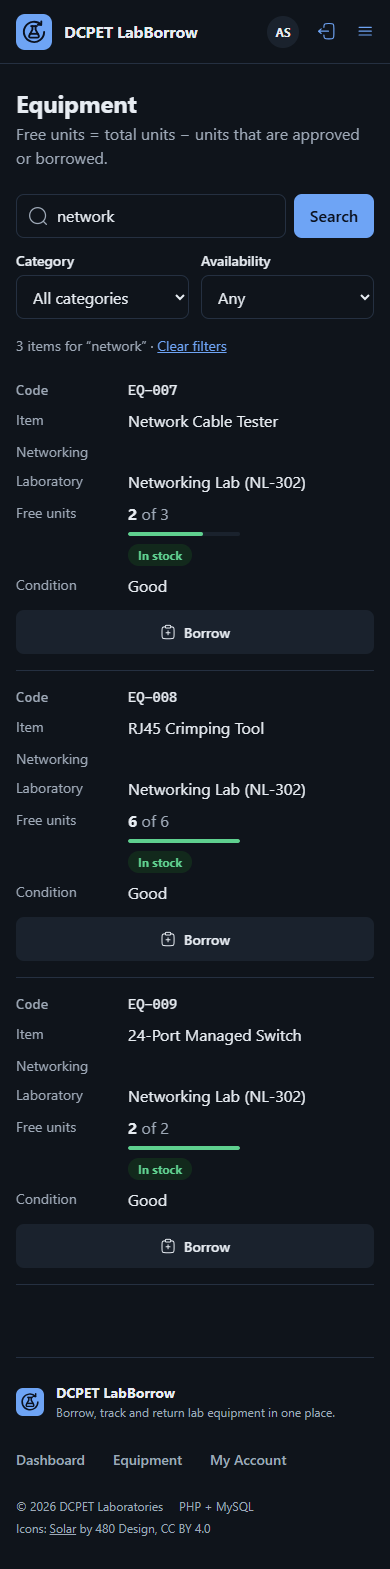 DCPET LabBorrow
AS
Equipment
Free units = total units − units that are approved
or borrowed.
network
Search
Category
Availability
All categories
Any
3 items for “network” · Clear filters
Code EQ-007
Item Network Cable Tester
Networking
Laboratory Networking Lab (NL-302)
Free units 2 of 3
In stock
Condition Good
Borrow
Code EQ-008
Item RJ45 Crimping Tool
Networking
Laboratory Networking Lab (NL-302)
Free units 6 of 6
In stock
Condition Good
Borrow
Code EQ-009
Item 24-Port Managed Switch
Networking
Laboratory Networking Lab (NL-302)
Free units 2 of 2
In stock
Condition Good
Borrow
DCPET LabBorrow
Borrow, track and return lab equipment in one place.
Dashboard Equipment My Account
© 2026 DCPET Laboratories PHP + MySQL
Icons: Solar by 480 Design, CC BY 4.0